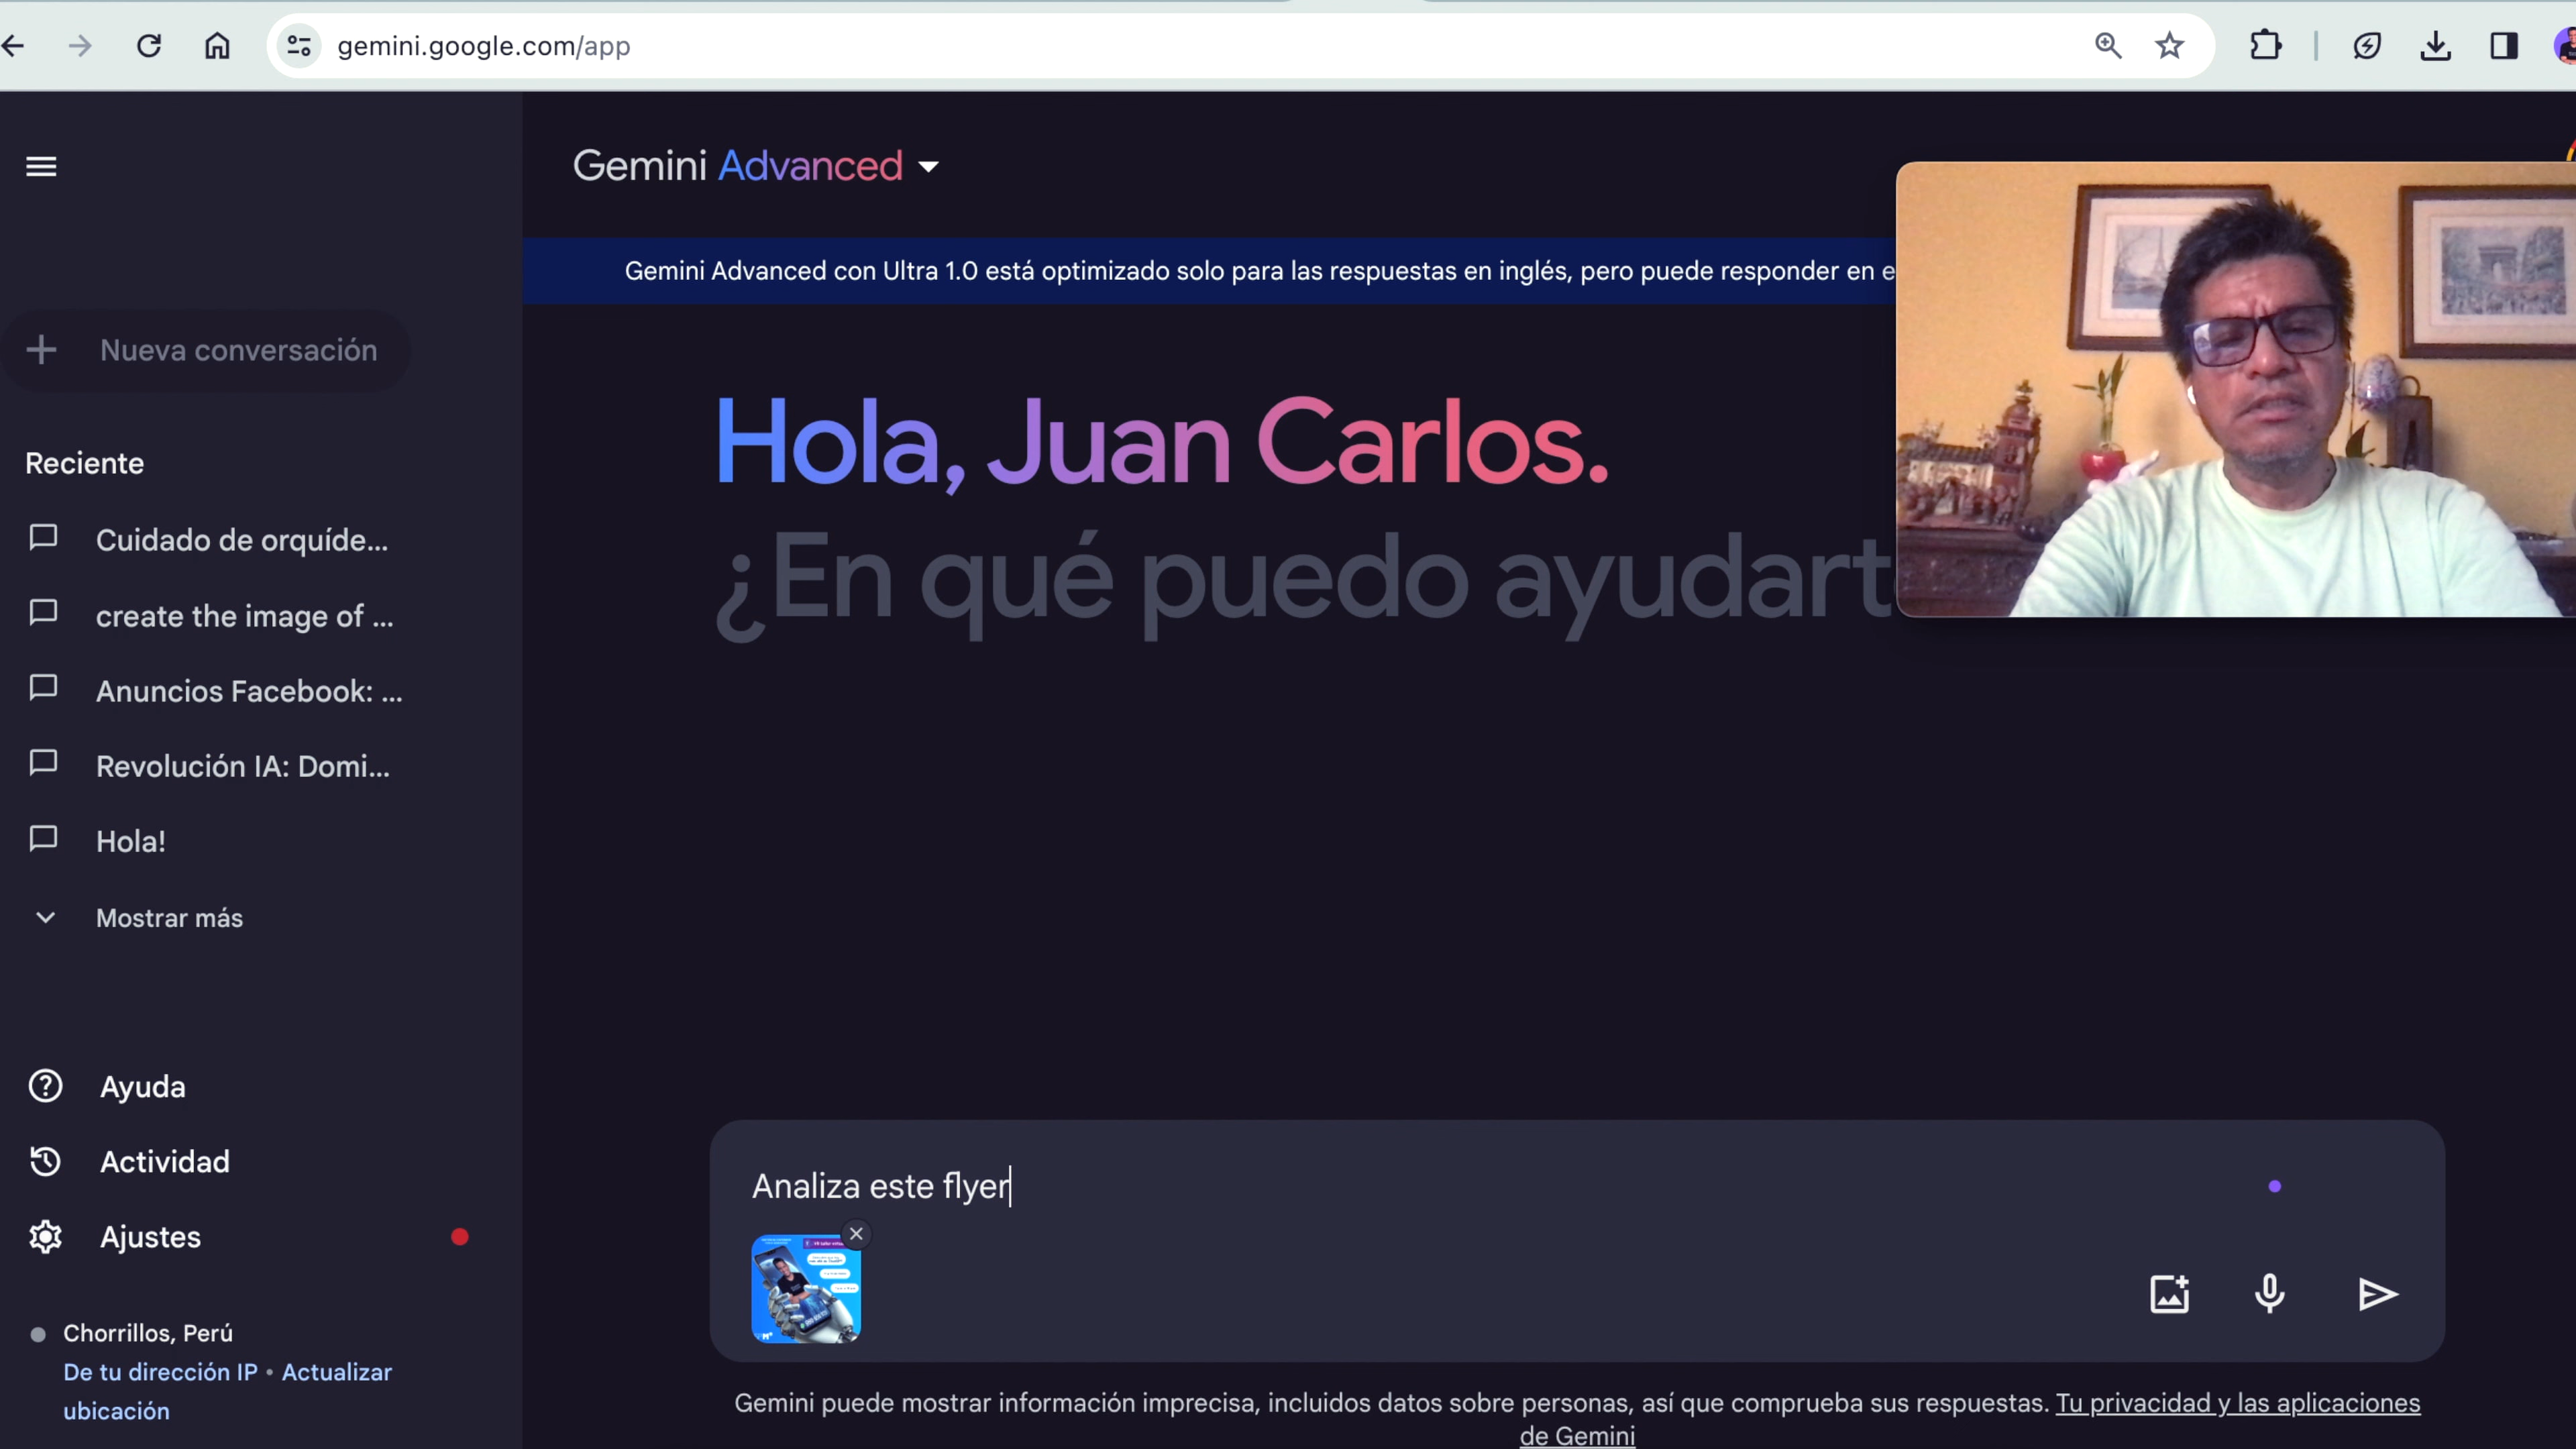 gemini.google.com/app
Gemini Advanced
Gemini Advanced con Ultra 1.0 está optimizado solo para las respuestas en inglés, pero puede responder en e
Nueva conversación
Reciente
Cuidado de orquíde...
create the image of ...
Anuncios Facebook: ...
Revolución IA: Domi...
Hola!
Mostrar más
Ayuda
Actividad
Ajustes
Chorrillos, Perú
De tu dirección IP • Actualizar
ubicación
Hola, Juan Carlos.
¿En qué puedo ayudart
Analiza este flyer
Gemini puede mostrar información imprecisa, incluidos datos sobre personas, así que comprueba sus respuestas. Tu privacidad y las aplicaciones
de Gemini